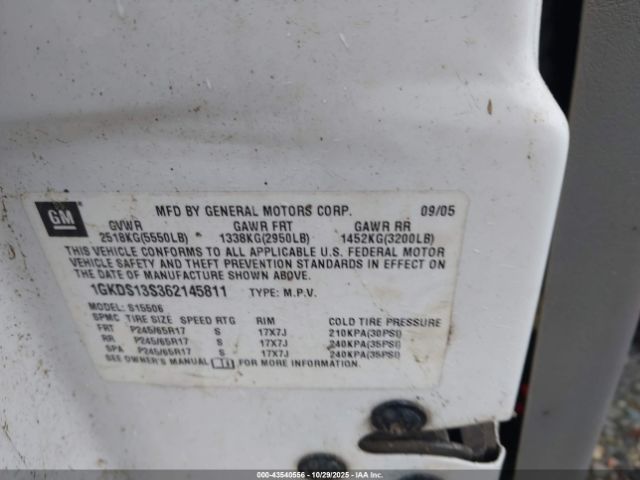 GM
MFD BY GENERAL MOTORS CORP. 09/05
GVWR GAWR FRT GAWR RR
2518KG(5550LB) 1338KG(2950LB) 1452KG(3200LB)
THIS VEHICLE CONFORMS TO ALL APPLICABLE U.S. FEDERAL MOTOR
VEHICLE SAFETY AND THEFT PREVENTION STANDARDS IN EFFECT ON
THE DATE OF MANUFACTURE SHOWN ABOVE.
1GKDS13S362145811 TYPE: M.P.V.
MODEL: S15506
SPMC TIRE SIZE SPEED RTG RIM COLD TIRE PRESSURE
FRT P245/65R17 S 17X7J 210KPA(30PSI)
RR P245/65R17 S 17X7J 240KPA(35PSI)
SPA P245/65R17 S 17X7J 240KPA(35PSI)
SEE OWNER'S MANUAL FOR MORE INFORMATION.
000-43540556 - 10/29/2025 - IAAI.COM